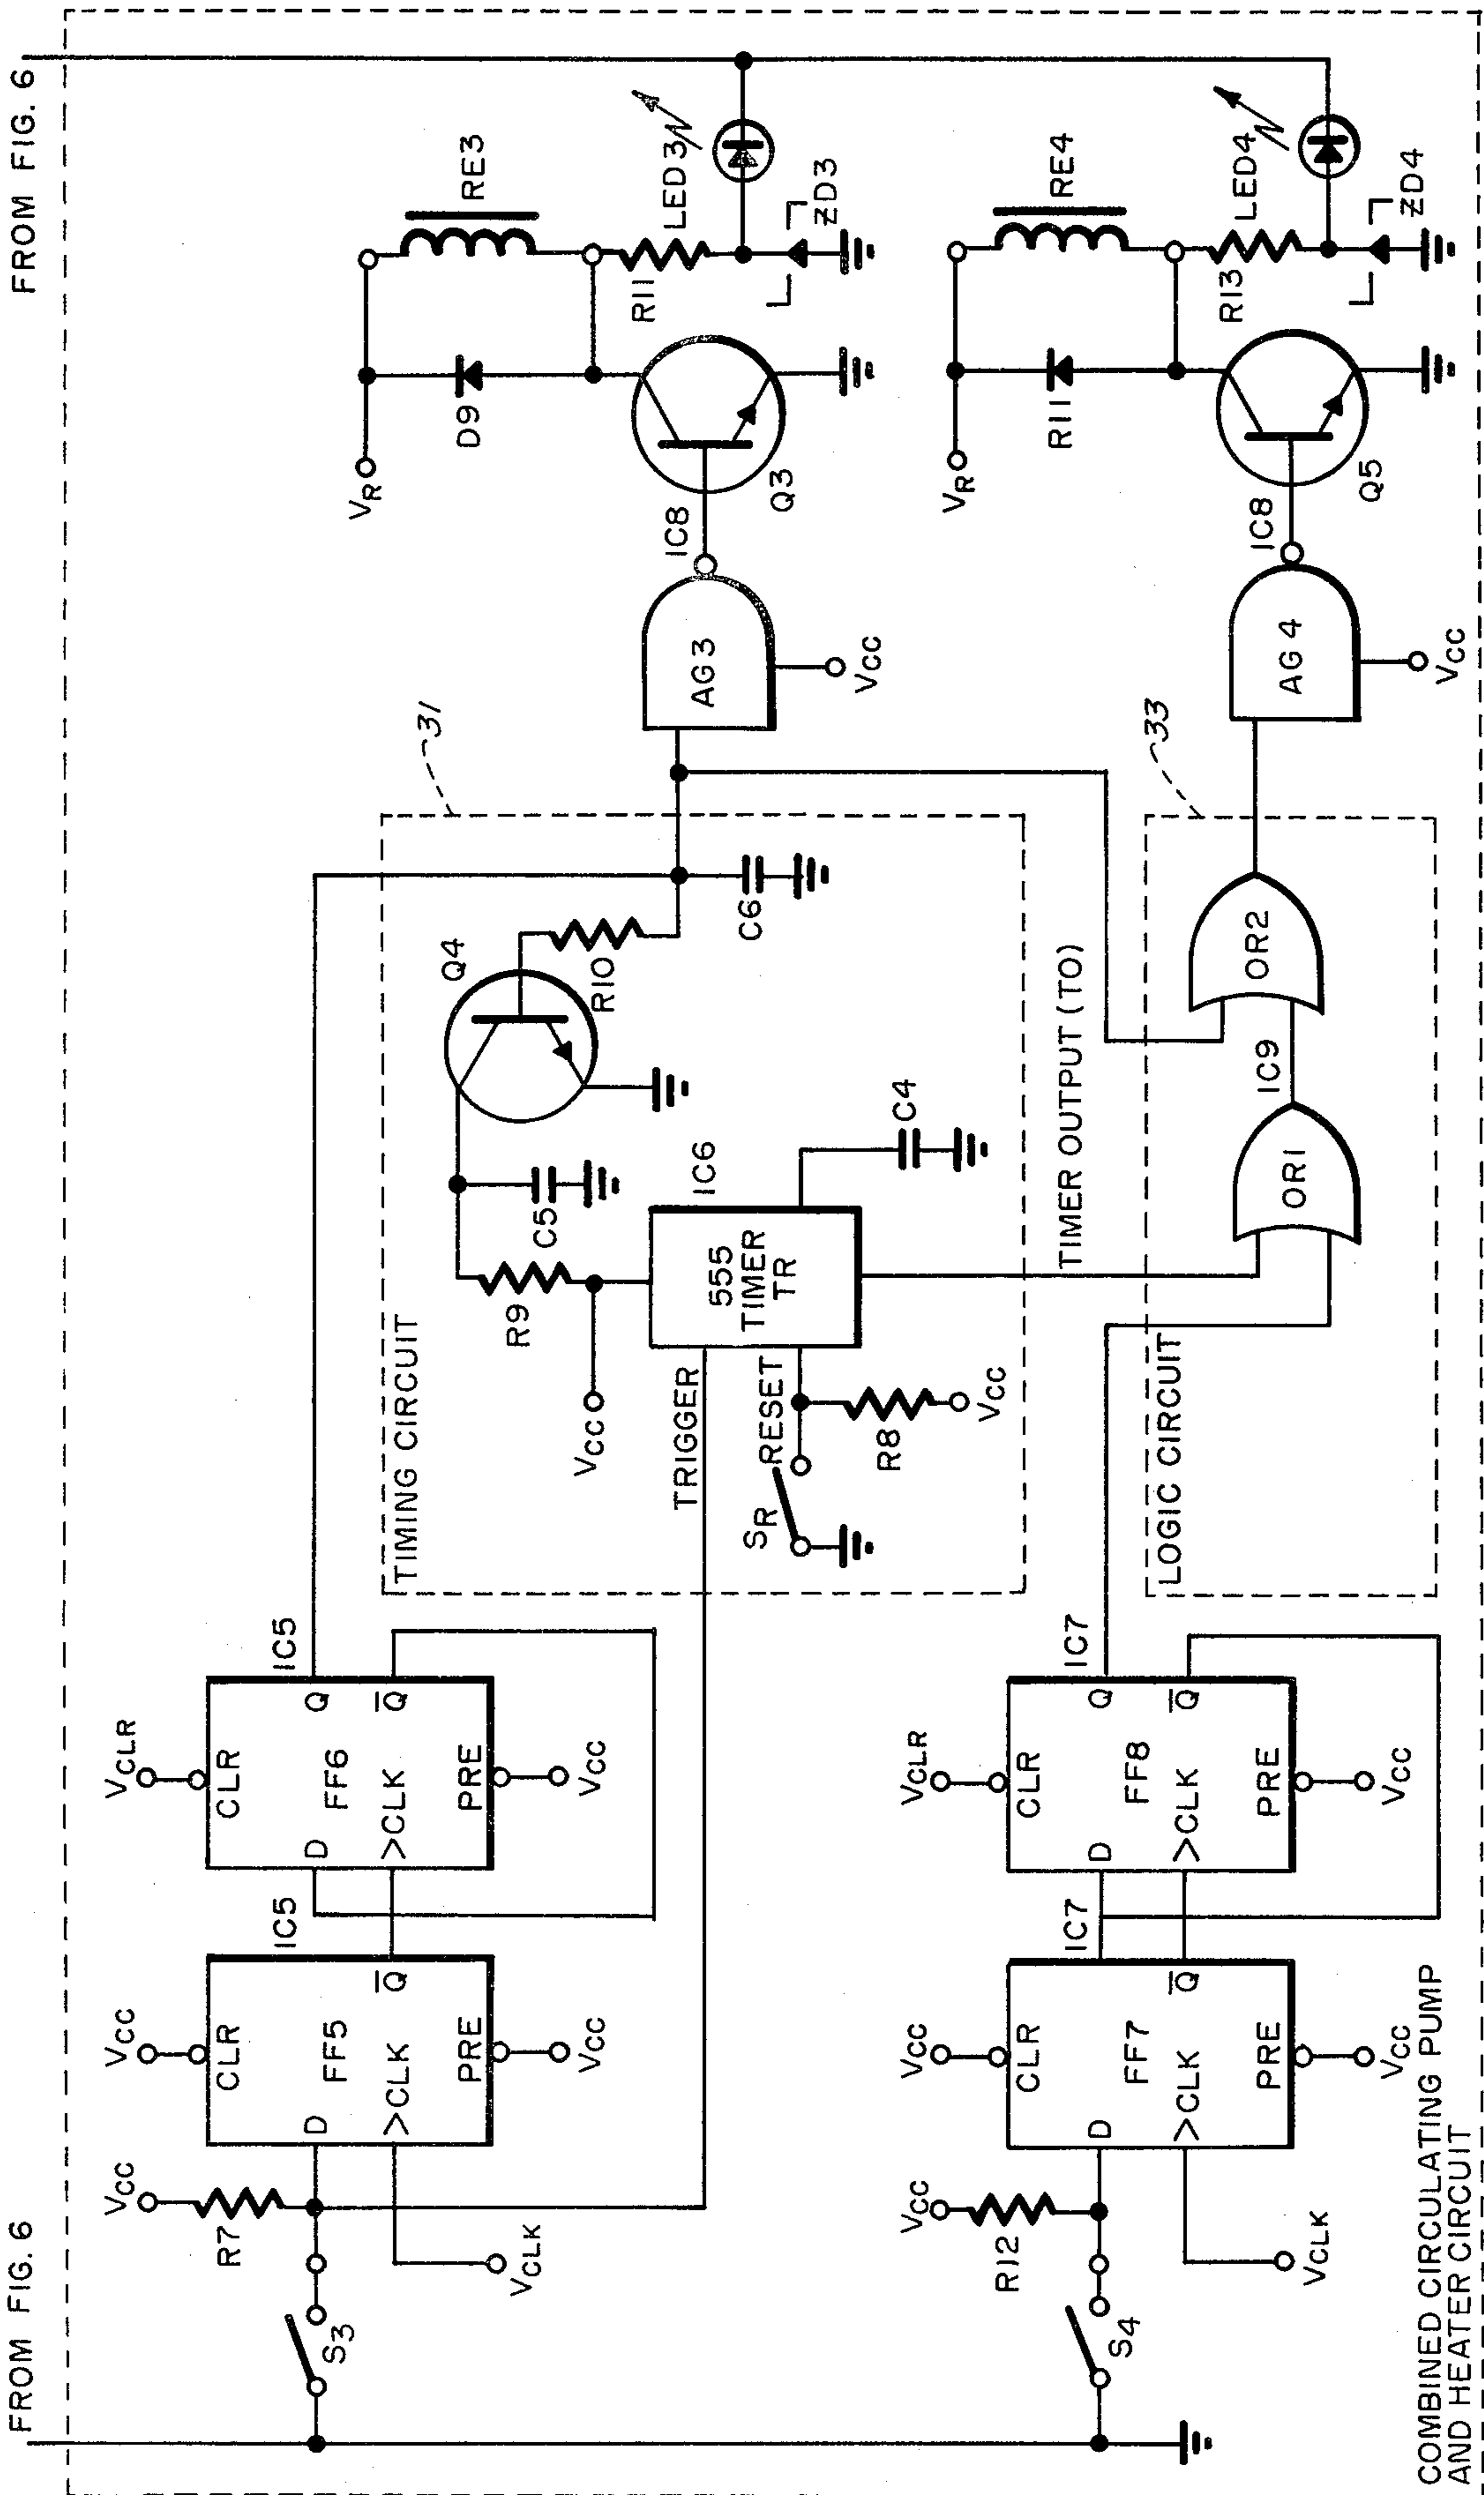 FROM FIG. 6
FROM FIG. 6
VCC
R7
S3
VCLK
VCC
CLR
D
FF5
>CLK
Q̅
PRE
VCC
IC5
VCLR
CLR
D
Q
FF6
>CLK
Q̅
PRE
VCC
IC5
TIMING CIRCUIT
31
TRIGGER
VCC
R9
C5
Q4
R10
C6
IC6
555
TIMER
TR
C4
SR
RESET
R8
VCC
TIMER OUTPUT (TO)
AG3
VCC
IC8
Q3
VR
D9
RE3
R11
LED3
ZD3
VCC
R12
S4
VCLK
VCC
CLR
D
FF7
>CLK
Q̅
PRE
VCC
IC7
VCLR
CLR
D
Q
FF8
>CLK
Q̅
PRE
VCC
IC7
LOGIC CIRCUIT
33
OR1
IC9
OR2
AG4
VCC
IC8
Q5
VR
R11
RE4
R13
LED4
ZD4
COMBINED CIRCULATING PUMP
AND HEATER CIRCUIT